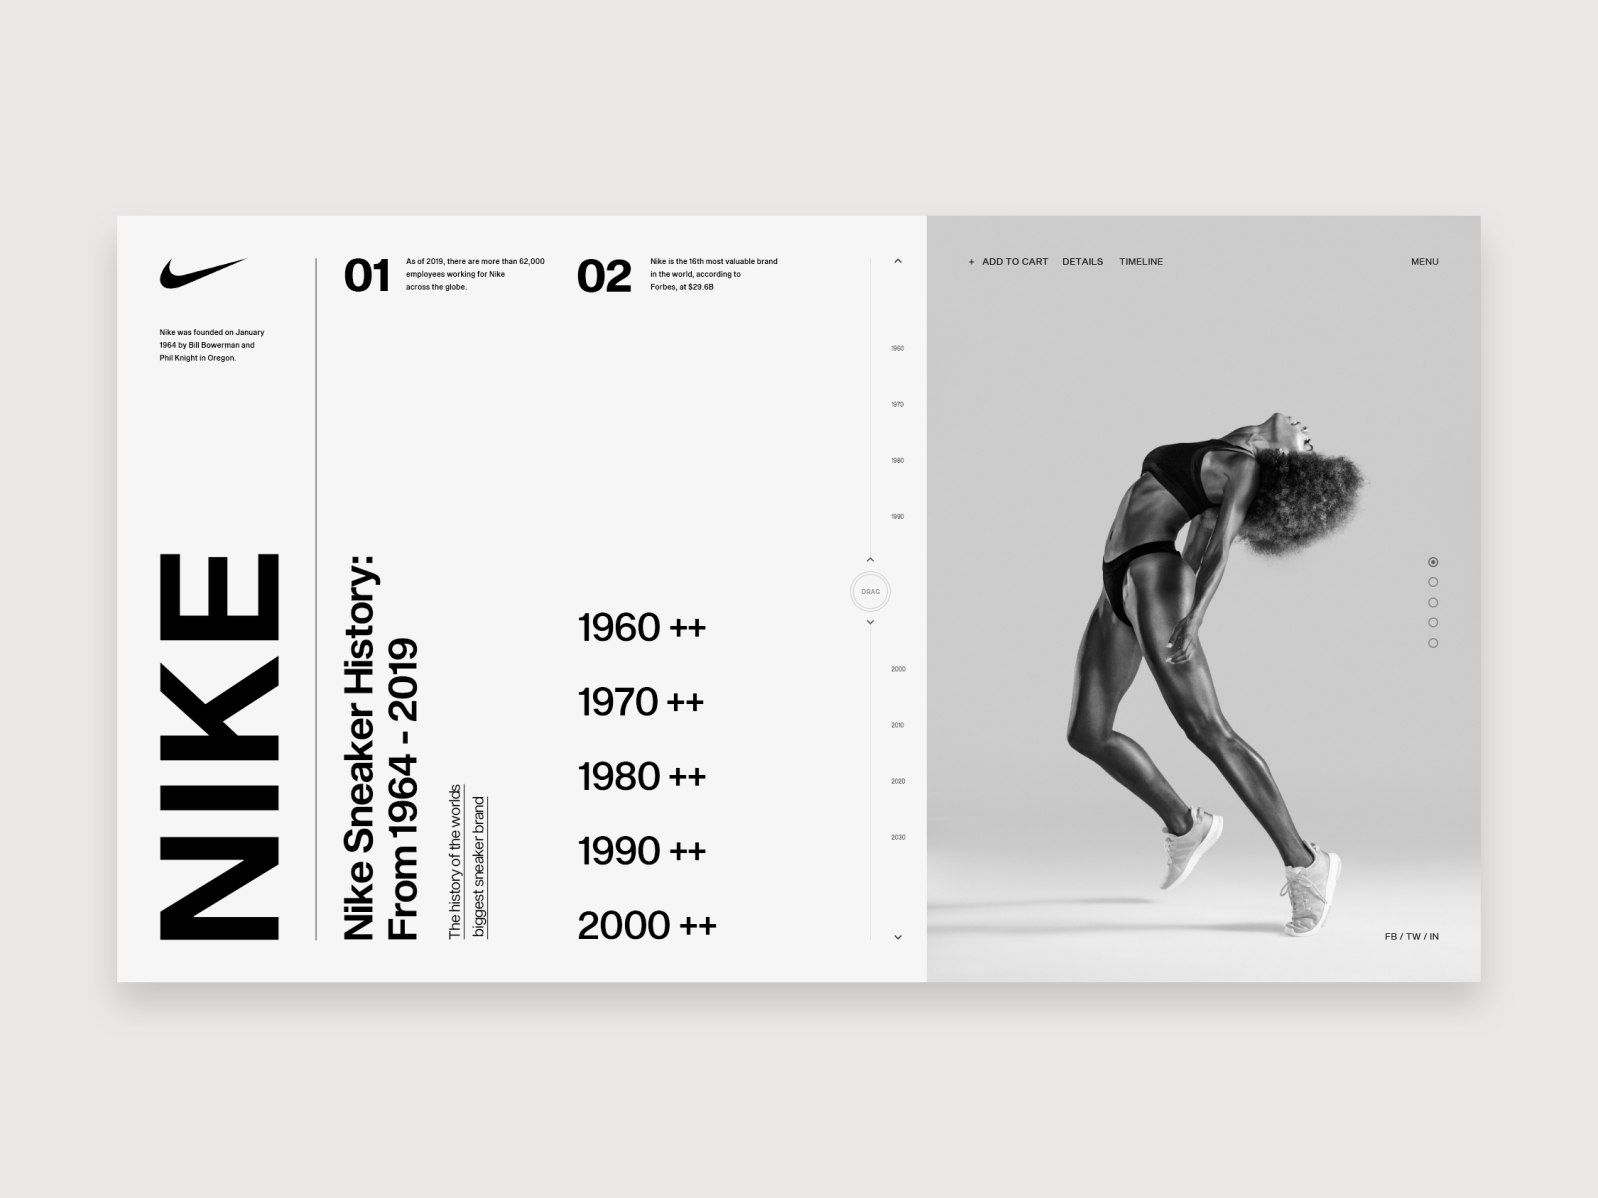 Nike was founded on January
1964 by Bill Bowerman and
Phil Knight in Oregon.
NIKE
01
As of 2019, there are more than 62,000
employees working for Nike
across the globe.
02
Nike is the 16th most valuable brand
in the world, according to
Forbes, at $29.6B
Nike Sneaker History:
From 1964 - 2019
The history of the worlds
biggest sneaker brand
1960 ++
1970 ++
1980 ++
1990 ++
2000 ++
1960
1970
1980
1990
DRAG
2000
2010
2020
2030
+ ADD TO CART
DETAILS
TIMELINE
MENU
FB / TW / IN